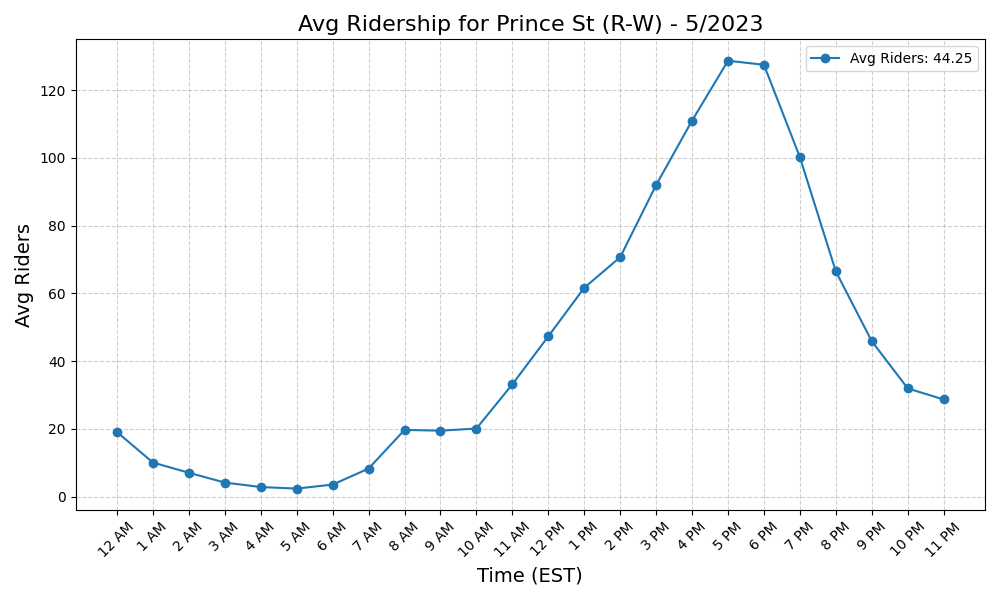 Avg Ridership for Prince St (R-W) - 5/2023
Avg Riders: 44.25
Avg Riders
120
100
80
60
40
20
0
12 AM
1 AM
2 AM
3 AM
4 AM
5 AM
6 AM
7 AM
8 AM
9 AM
10 AM
11 AM
12 PM
1 PM
2 PM
3 PM
4 PM
5 PM
6 PM
7 PM
8 PM
9 PM
10 PM
11 PM
Time (EST)